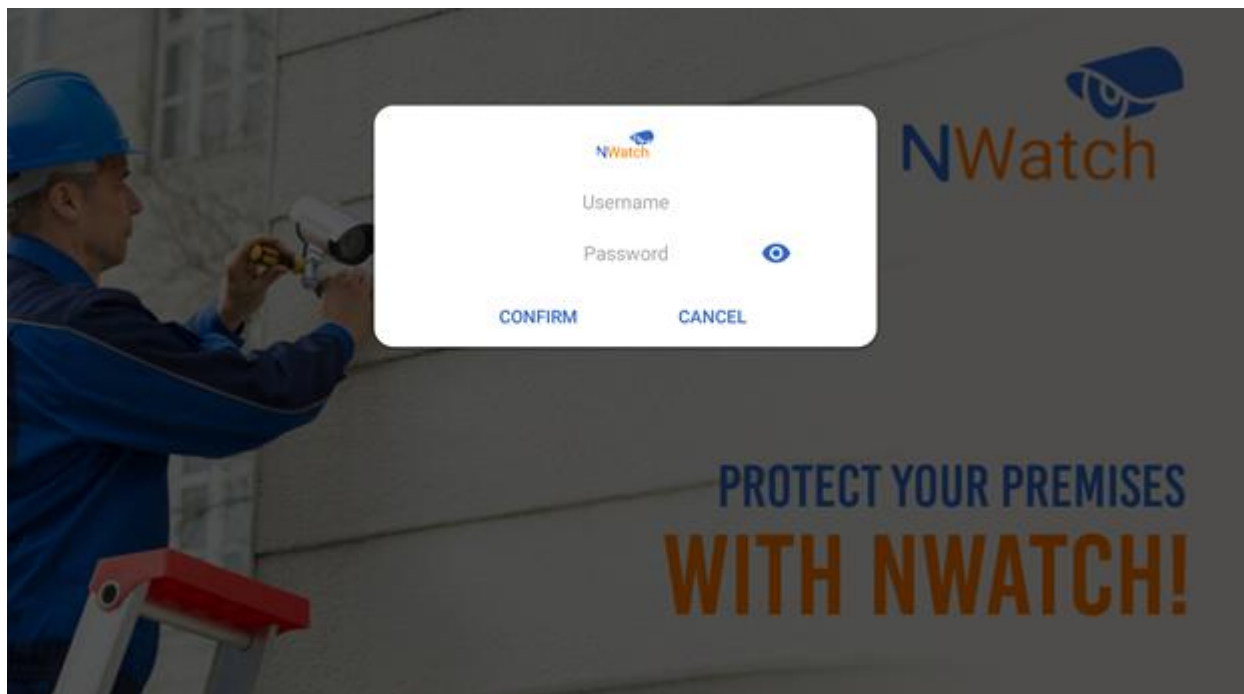 NWatch
NWatch
Username
Password
CONFIRM CANCEL
PROTECT YOUR PREMISES
WITH NWATCH!